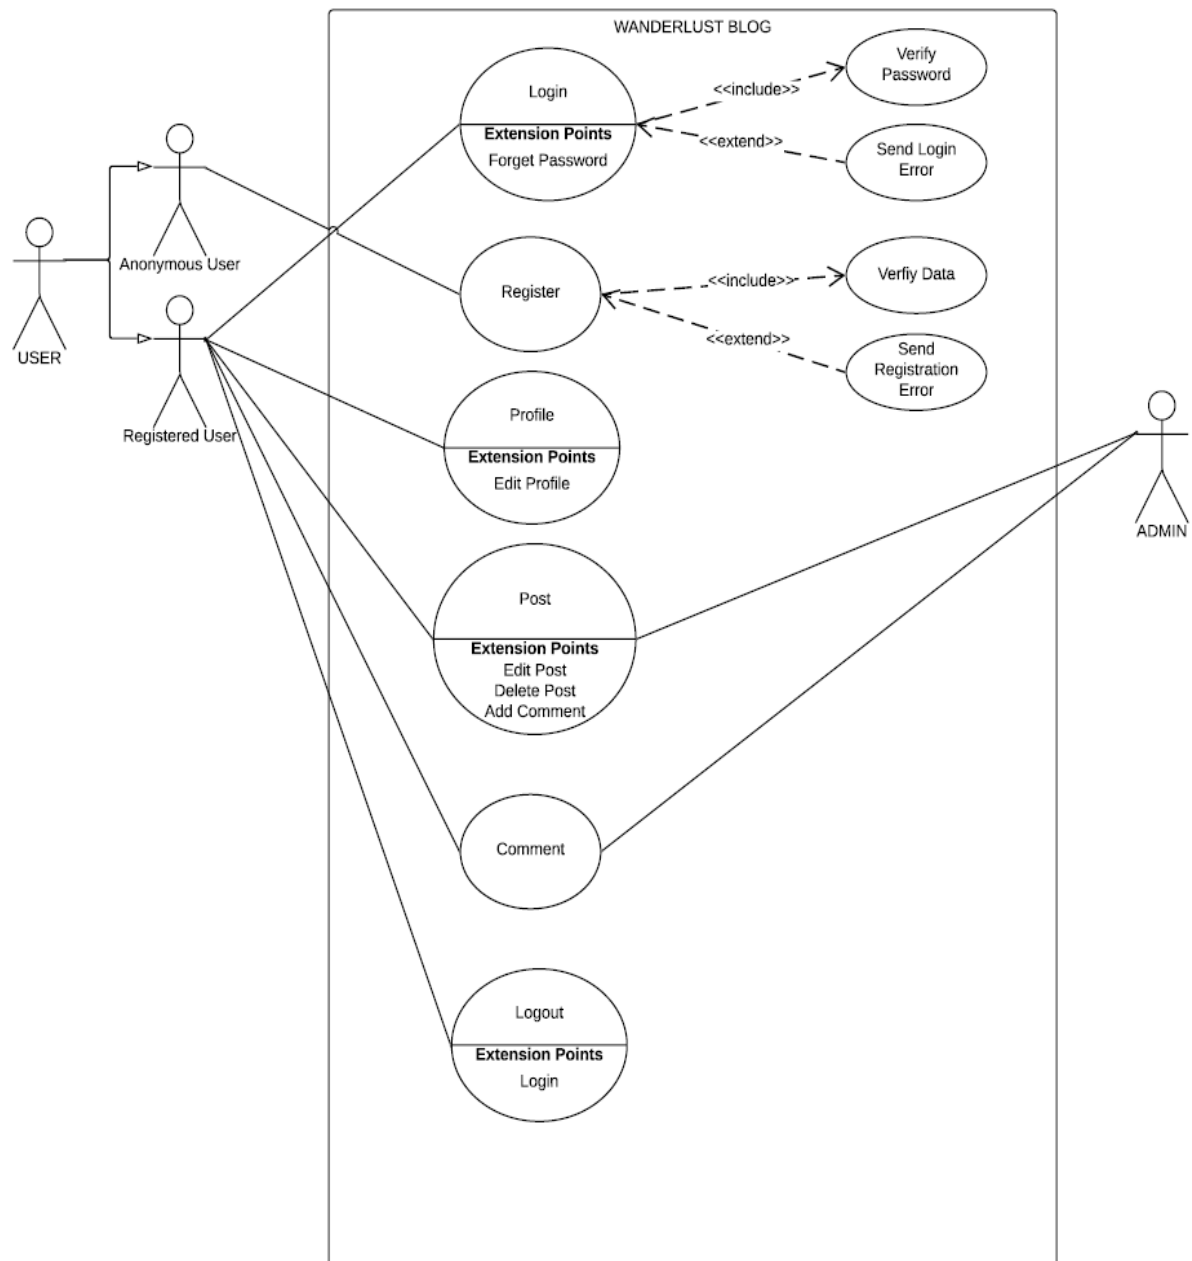 WANDERLUST BLOG
Login
Extension Points
Forget Password
<<include>>
Verify
Password
<<extend>>
Send Login
Error
Anonymous User
USER
Registered User
Register
<<include>>
Verfiy Data
<<extend>>
Send
Registration
Error
Profile
Extension Points
Edit Profile
ADMIN
Post
Extension Points
Edit Post
Delete Post
Add Comment
Comment
Logout
Extension Points
Login